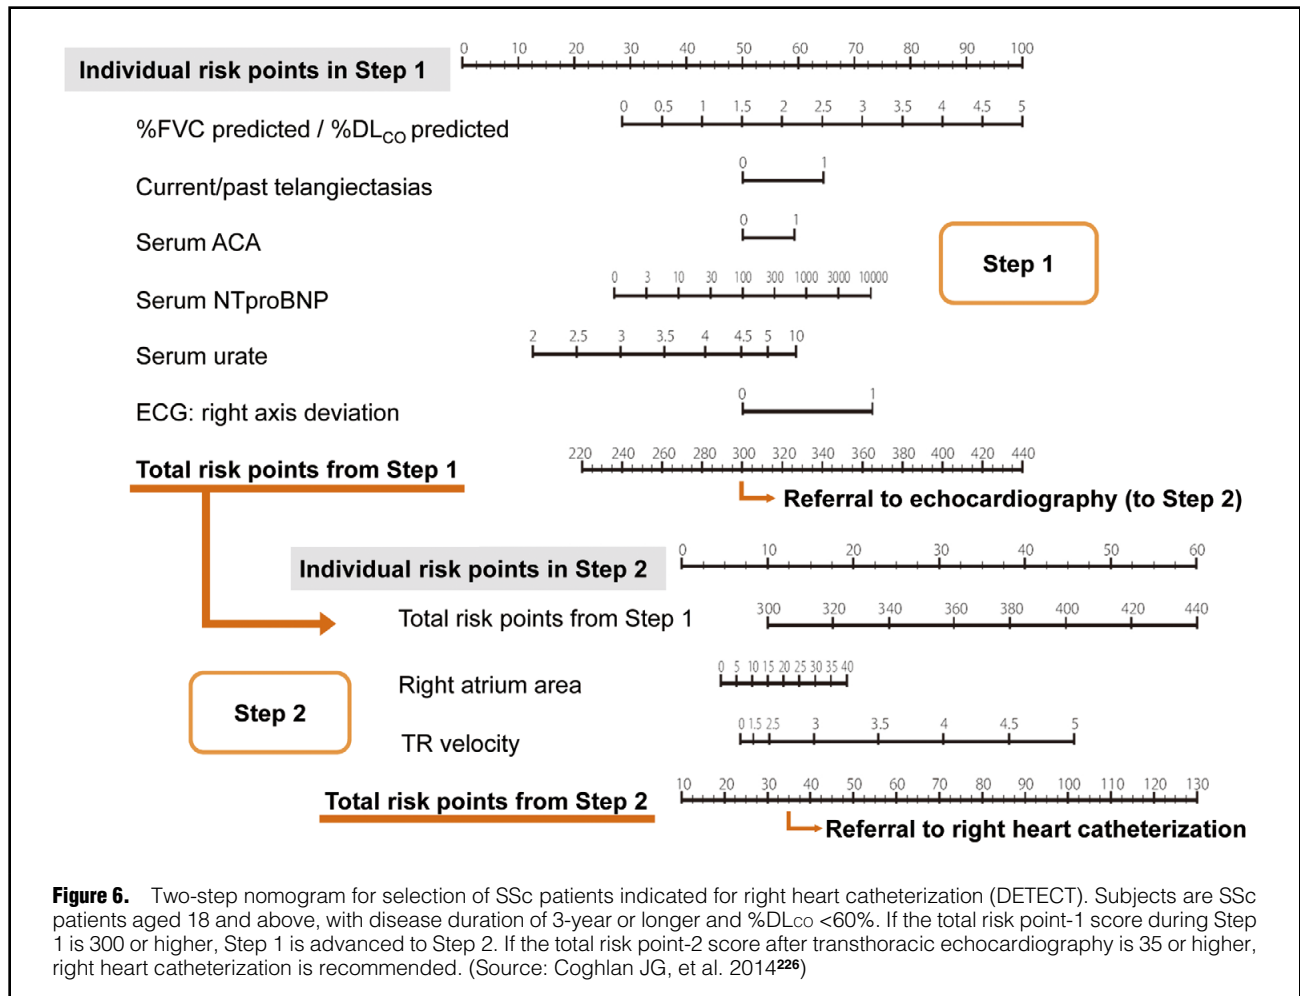 0 10 20 30 40 50 60 70 80 90 100
Individual risk points in Step 1
0 0.5 1 1.5 2 2.5 3 3.5 4 4.5 5
%FVC predicted / %DLCO predicted
0 1
Current/past telangiectasias
0 1
Serum ACA
Step 1
0 3 10 30 100 300 1000 3000 10000
Serum NTproBNP
2 2.5 3 3.5 4 4.5 5 10
Serum urate
0 1
ECG: right axis deviation
220 240 260 280 300 320 340 360 380 400 420 440
Total risk points from Step 1
Referral to echocardiography (to Step 2)
0 10 20 30 40 50 60
Individual risk points in Step 2
300 320 340 360 380 400 420 440
Total risk points from Step 1
0 5 10 15 20 25 30 35 40
Right atrium area
Step 2
0 1.5 2.5 3 3.5 4 4.5 5
TR velocity
10 20 30 40 50 60 70 80 90 100 110 120 130
Total risk points from Step 2
Referral to right heart catheterization
Figure 6. Two-step nomogram for selection of SSc patients indicated for right heart catheterization (DETECT). Subjects are SSc
patients aged 18 and above, with disease duration of 3-year or longer and %DLCO <60%. If the total risk point-1 score during Step
1 is 300 or higher, Step 1 is advanced to Step 2. If the total risk point-2 score after transthoracic echocardiography is 35 or higher,
right heart catheterization is recommended. (Source: Coghlan JG, et al. 2014226)